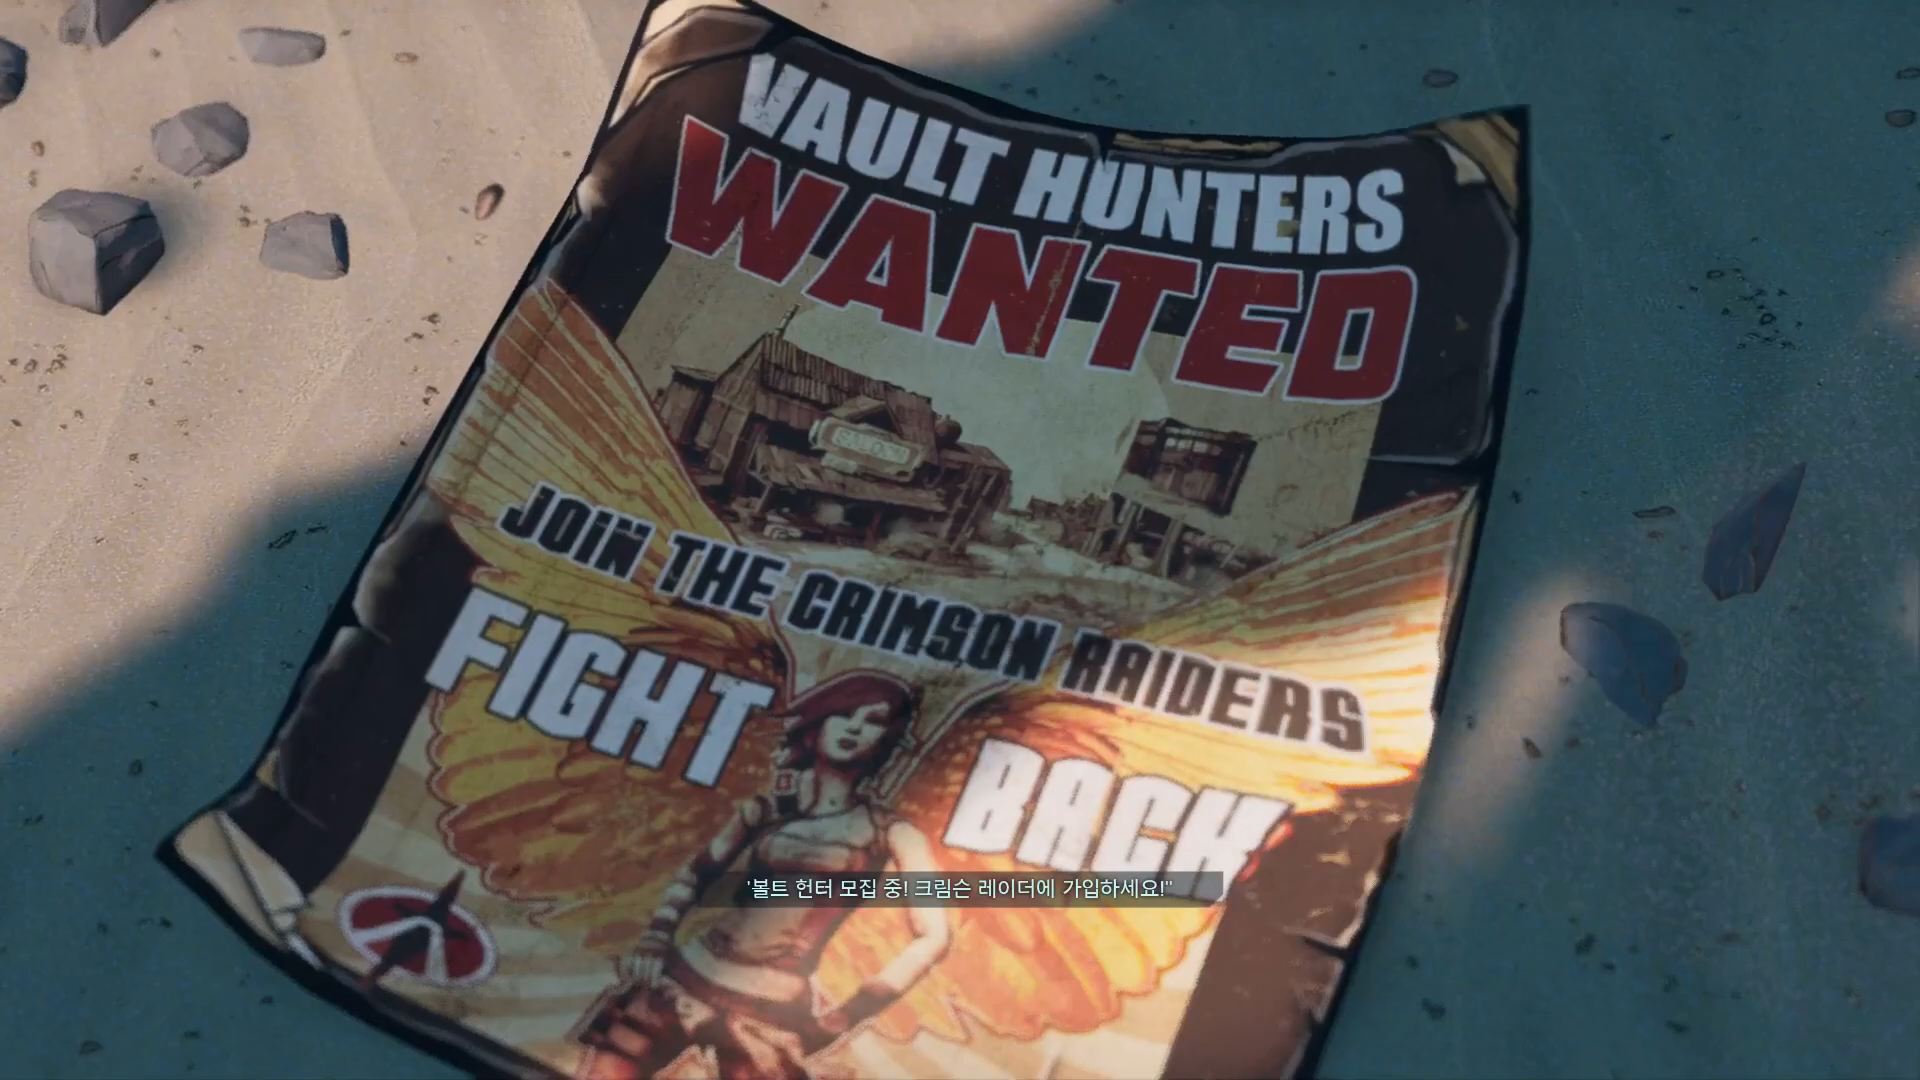 VAULT HUNTERS
WANTED
SALOON
JOIN THE CRIMSON RAIDERS
FIGHT
BACK
'볼트 헌터 모집 중! 크림슨 레이더에 가입하세요!"